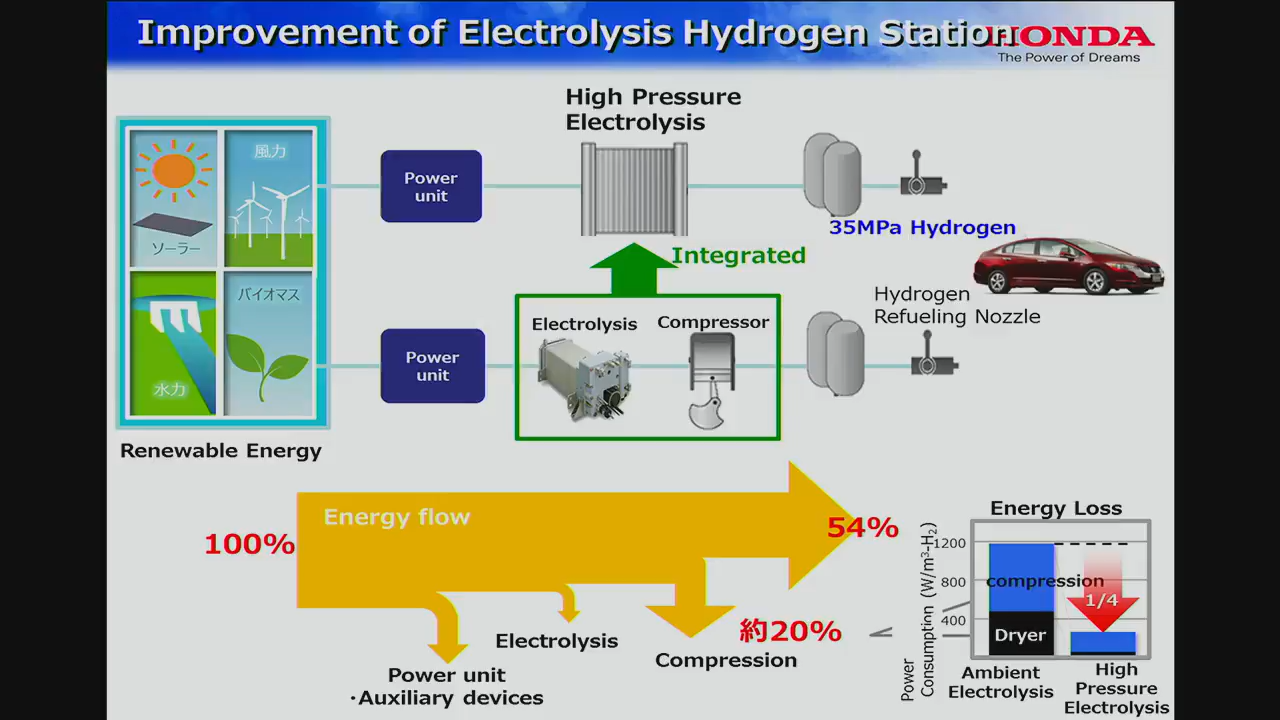 Improvement of Electrolysis Hydrogen Station
HONDA
The Power of Dreams
High Pressure
Electrolysis
風力
ソーラー
バイオマス
水力
Renewable Energy
Power
unit
35MPa Hydrogen
Integrated
Hydrogen
Refueling Nozzle
Electrolysis
Compressor
Power
unit
Energy flow
100%
54%
Electrolysis
約20%
Compression
Power unit
・Auxiliary devices
Energy Loss
Power
Consumption (W/m³-H₂)
1200
800
400
compression
1/4
Dryer
Ambient
Electrolysis
High
Pressure
Electrolysis